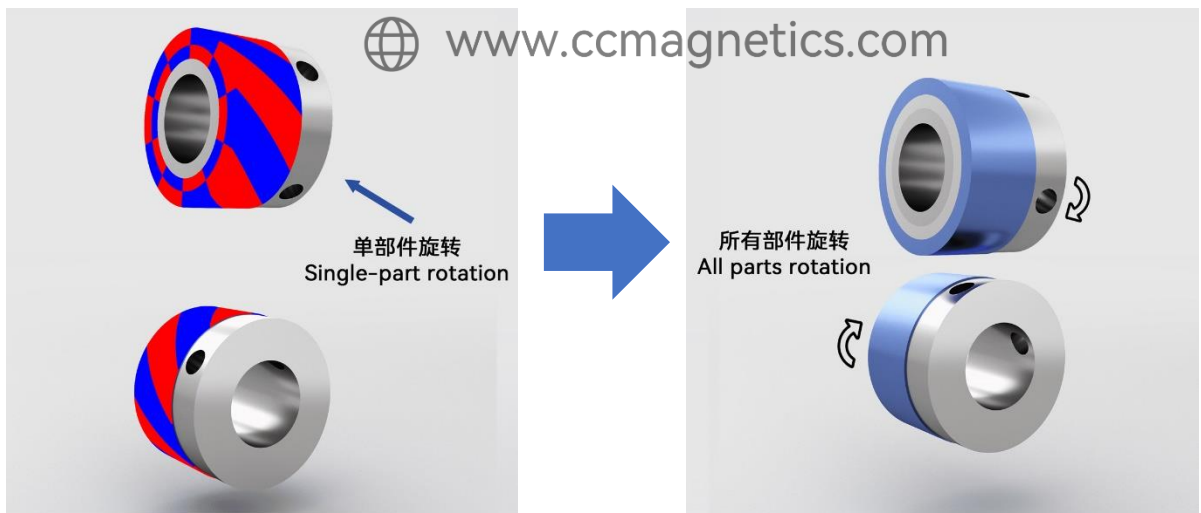 www.ccmagnetics.com
单部件旋转
Single-part rotation
所有部件旋转
All parts rotation